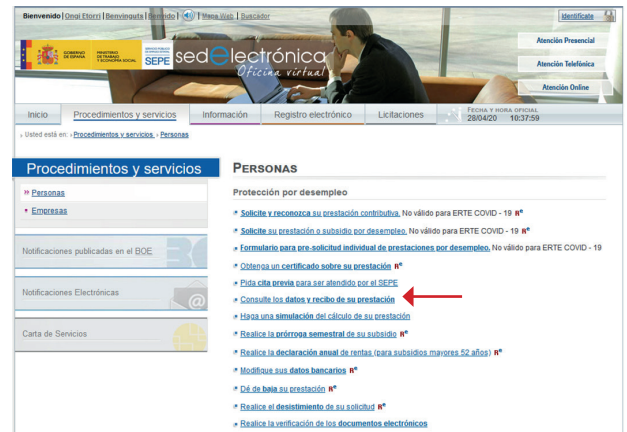 Bienvenido | Ongi Etorri | Benvinguts | Benvido | Mapa Web | Buscador
Identifícate
GOBIERNO DE ESPAÑA
MINISTERIO DE TRABAJO Y ECONOMÍA SOCIAL
SEPE
sedelectrónica
Oficina virtual
Atención Presencial
Atención Telefónica
Atención Online
Inicio
Procedimientos y servicios
Información
Registro electrónico
Licitaciones
FECHA Y HORA OFICIAL
28/04/20 10:37:59
» Usted está en: » Procedimientos y servicios » Personas
Procedimientos y servicios
» Personas
Empresas
Notificaciones publicadas en el BOE
Notificaciones Electrónicas
@
Carta de Servicios
PERSONAS
Protección por desempleo
Solicite y reconozca su prestación contributiva. No válido para ERTE COVID - 19 Re
Solicite su prestación o subsidio por desempleo. No válido para ERTE COVID - 19 Re
Formulario para pre-solicitud individual de prestaciones por desempleo. No válido para ERTE COVID - 19
Obtenga un certificado sobre su prestación Re
Pida cita previa para ser atendido por el SEPE
Consulte los datos y recibo de su prestación
Haga una simulación del cálculo de su prestación
Realice la prórroga semestral de su subsidio Re
Realice la declaración anual de rentas (para subsidios mayores 52 años) Re
Modifique sus datos bancarios Re
Dé de baja su prestación Re
Realice el desistimiento de su solicitud Re
Realice la verificación de los documentos electrónicos